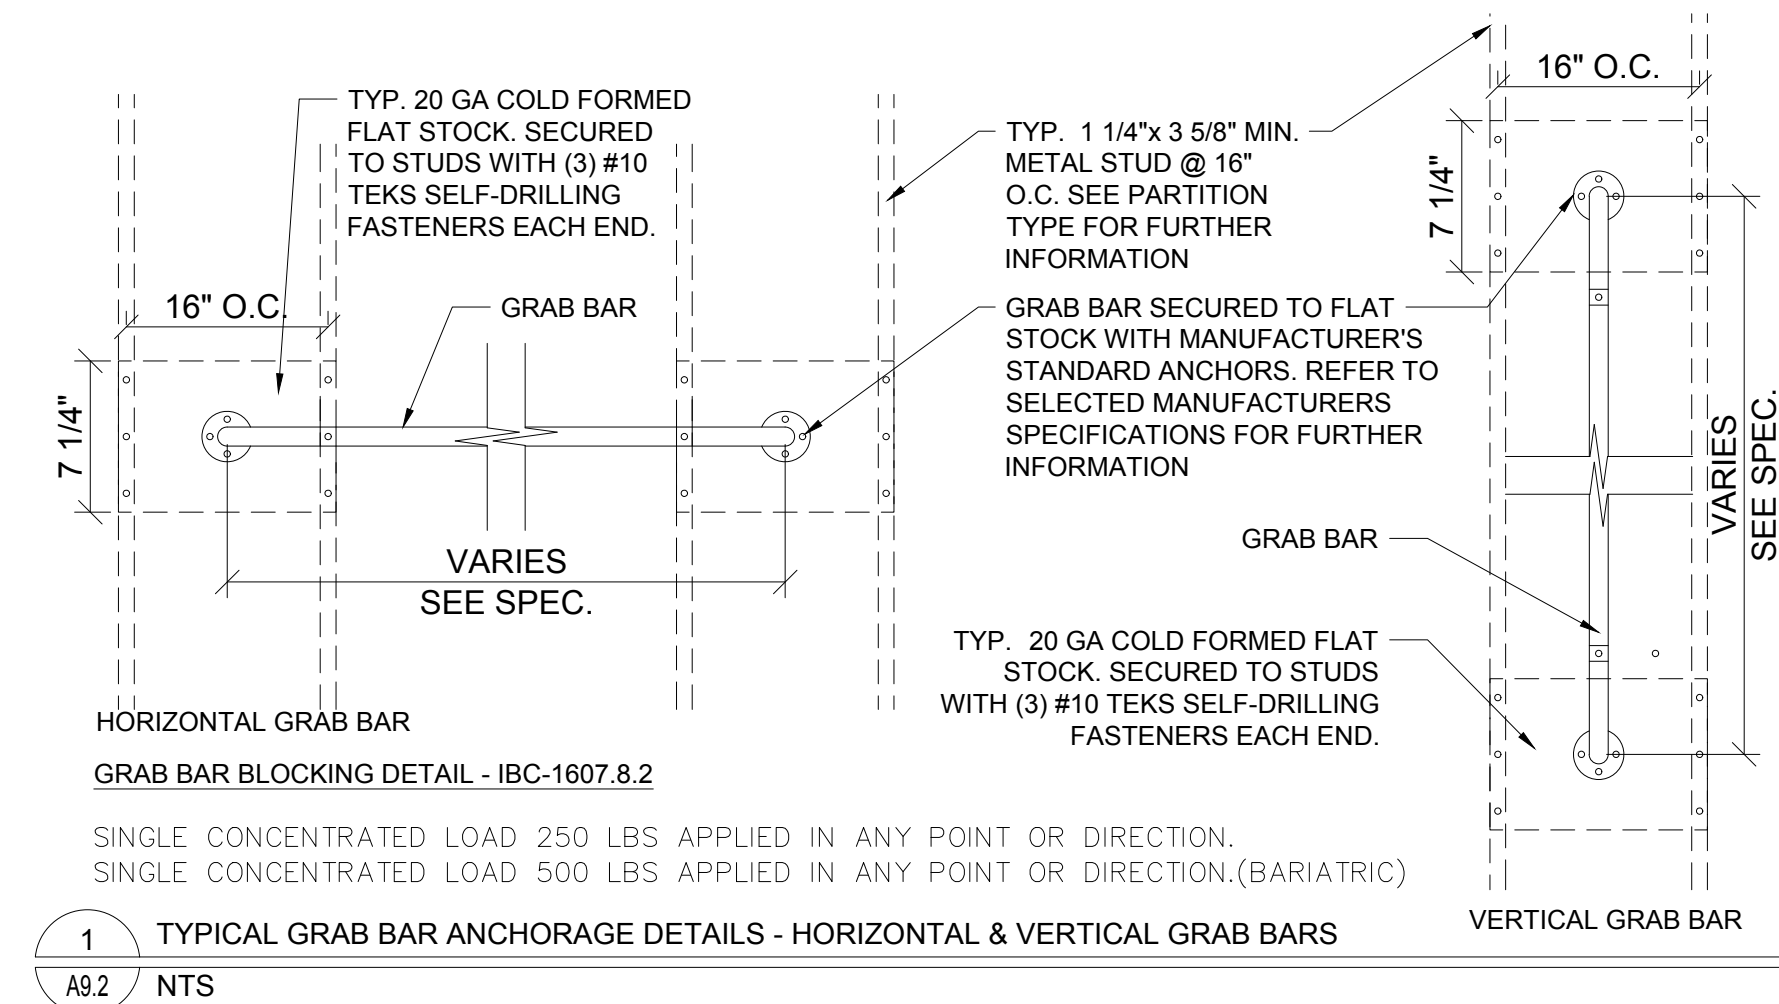 TYP. 20 GA COLD FORMED
FLAT STOCK. SECURED
TO STUDS WITH (3) #10
TEKS SELF-DRILLING
FASTENERS EACH END.
16" O.C.
GRAB BAR
7 1/4"
VARIES
SEE SPEC.
HORIZONTAL GRAB BAR
TYP. 1 1/4"x 3 5/8" MIN.
METAL STUD @ 16"
O.C. SEE PARTITION
TYPE FOR FURTHER
INFORMATION
GRAB BAR SECURED TO FLAT
STOCK WITH MANUFACTURER'S
STANDARD ANCHORS. REFER TO
SELECTED MANUFACTURERS
SPECIFICATIONS FOR FURTHER
INFORMATION
16" O.C.
7 1/4"
VARIES
SEE SPEC.
GRAB BAR
TYP. 20 GA COLD FORMED FLAT
STOCK. SECURED TO STUDS
WITH (3) #10 TEKS SELF-DRILLING
FASTENERS EACH END.
VERTICAL GRAB BAR
GRAB BAR BLOCKING DETAIL - IBC-1607.8.2
SINGLE CONCENTRATED LOAD 250 LBS APPLIED IN ANY POINT OR DIRECTION.
SINGLE CONCENTRATED LOAD 500 LBS APPLIED IN ANY POINT OR DIRECTION.(BARIATRIC)
1
TYPICAL GRAB BAR ANCHORAGE DETAILS - HORIZONTAL & VERTICAL GRAB BARS
A9.2
NTS